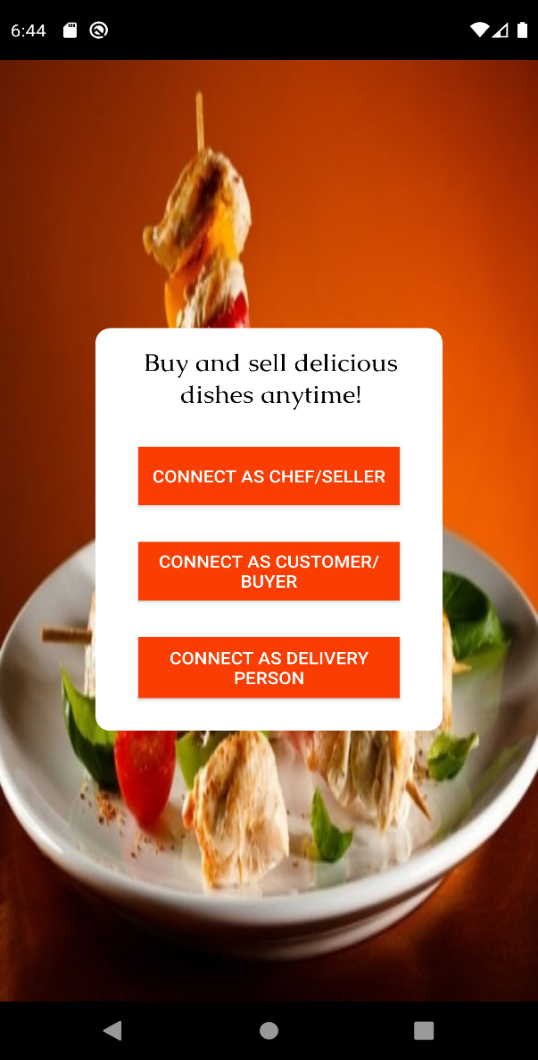 6:44
Buy and sell delicious
dishes anytime!
CONNECT AS CHEF/SELLER
CONNECT AS CUSTOMER/
BUYER
CONNECT AS DELIVERY
PERSON